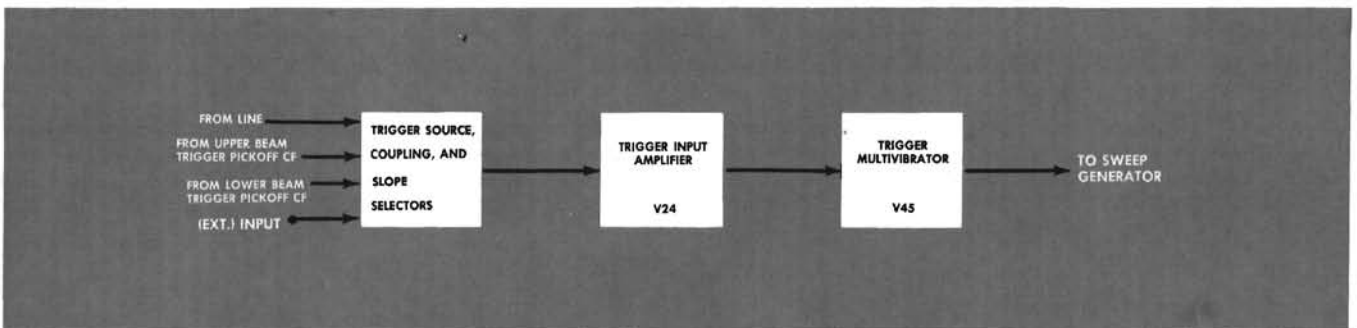 FROM LINE
FROM UPPER BEAM
TRIGGER PICKOFF CF
FROM LOWER BEAM
TRIGGER PICKOFF CF
(EXT.) INPUT
TRIGGER SOURCE,
COUPLING, AND
SLOPE
SELECTORS
TRIGGER INPUT
AMPLIFIER
V24
TRIGGER
MULTIVIBRATOR
V45
TO SWEEP
GENERATOR